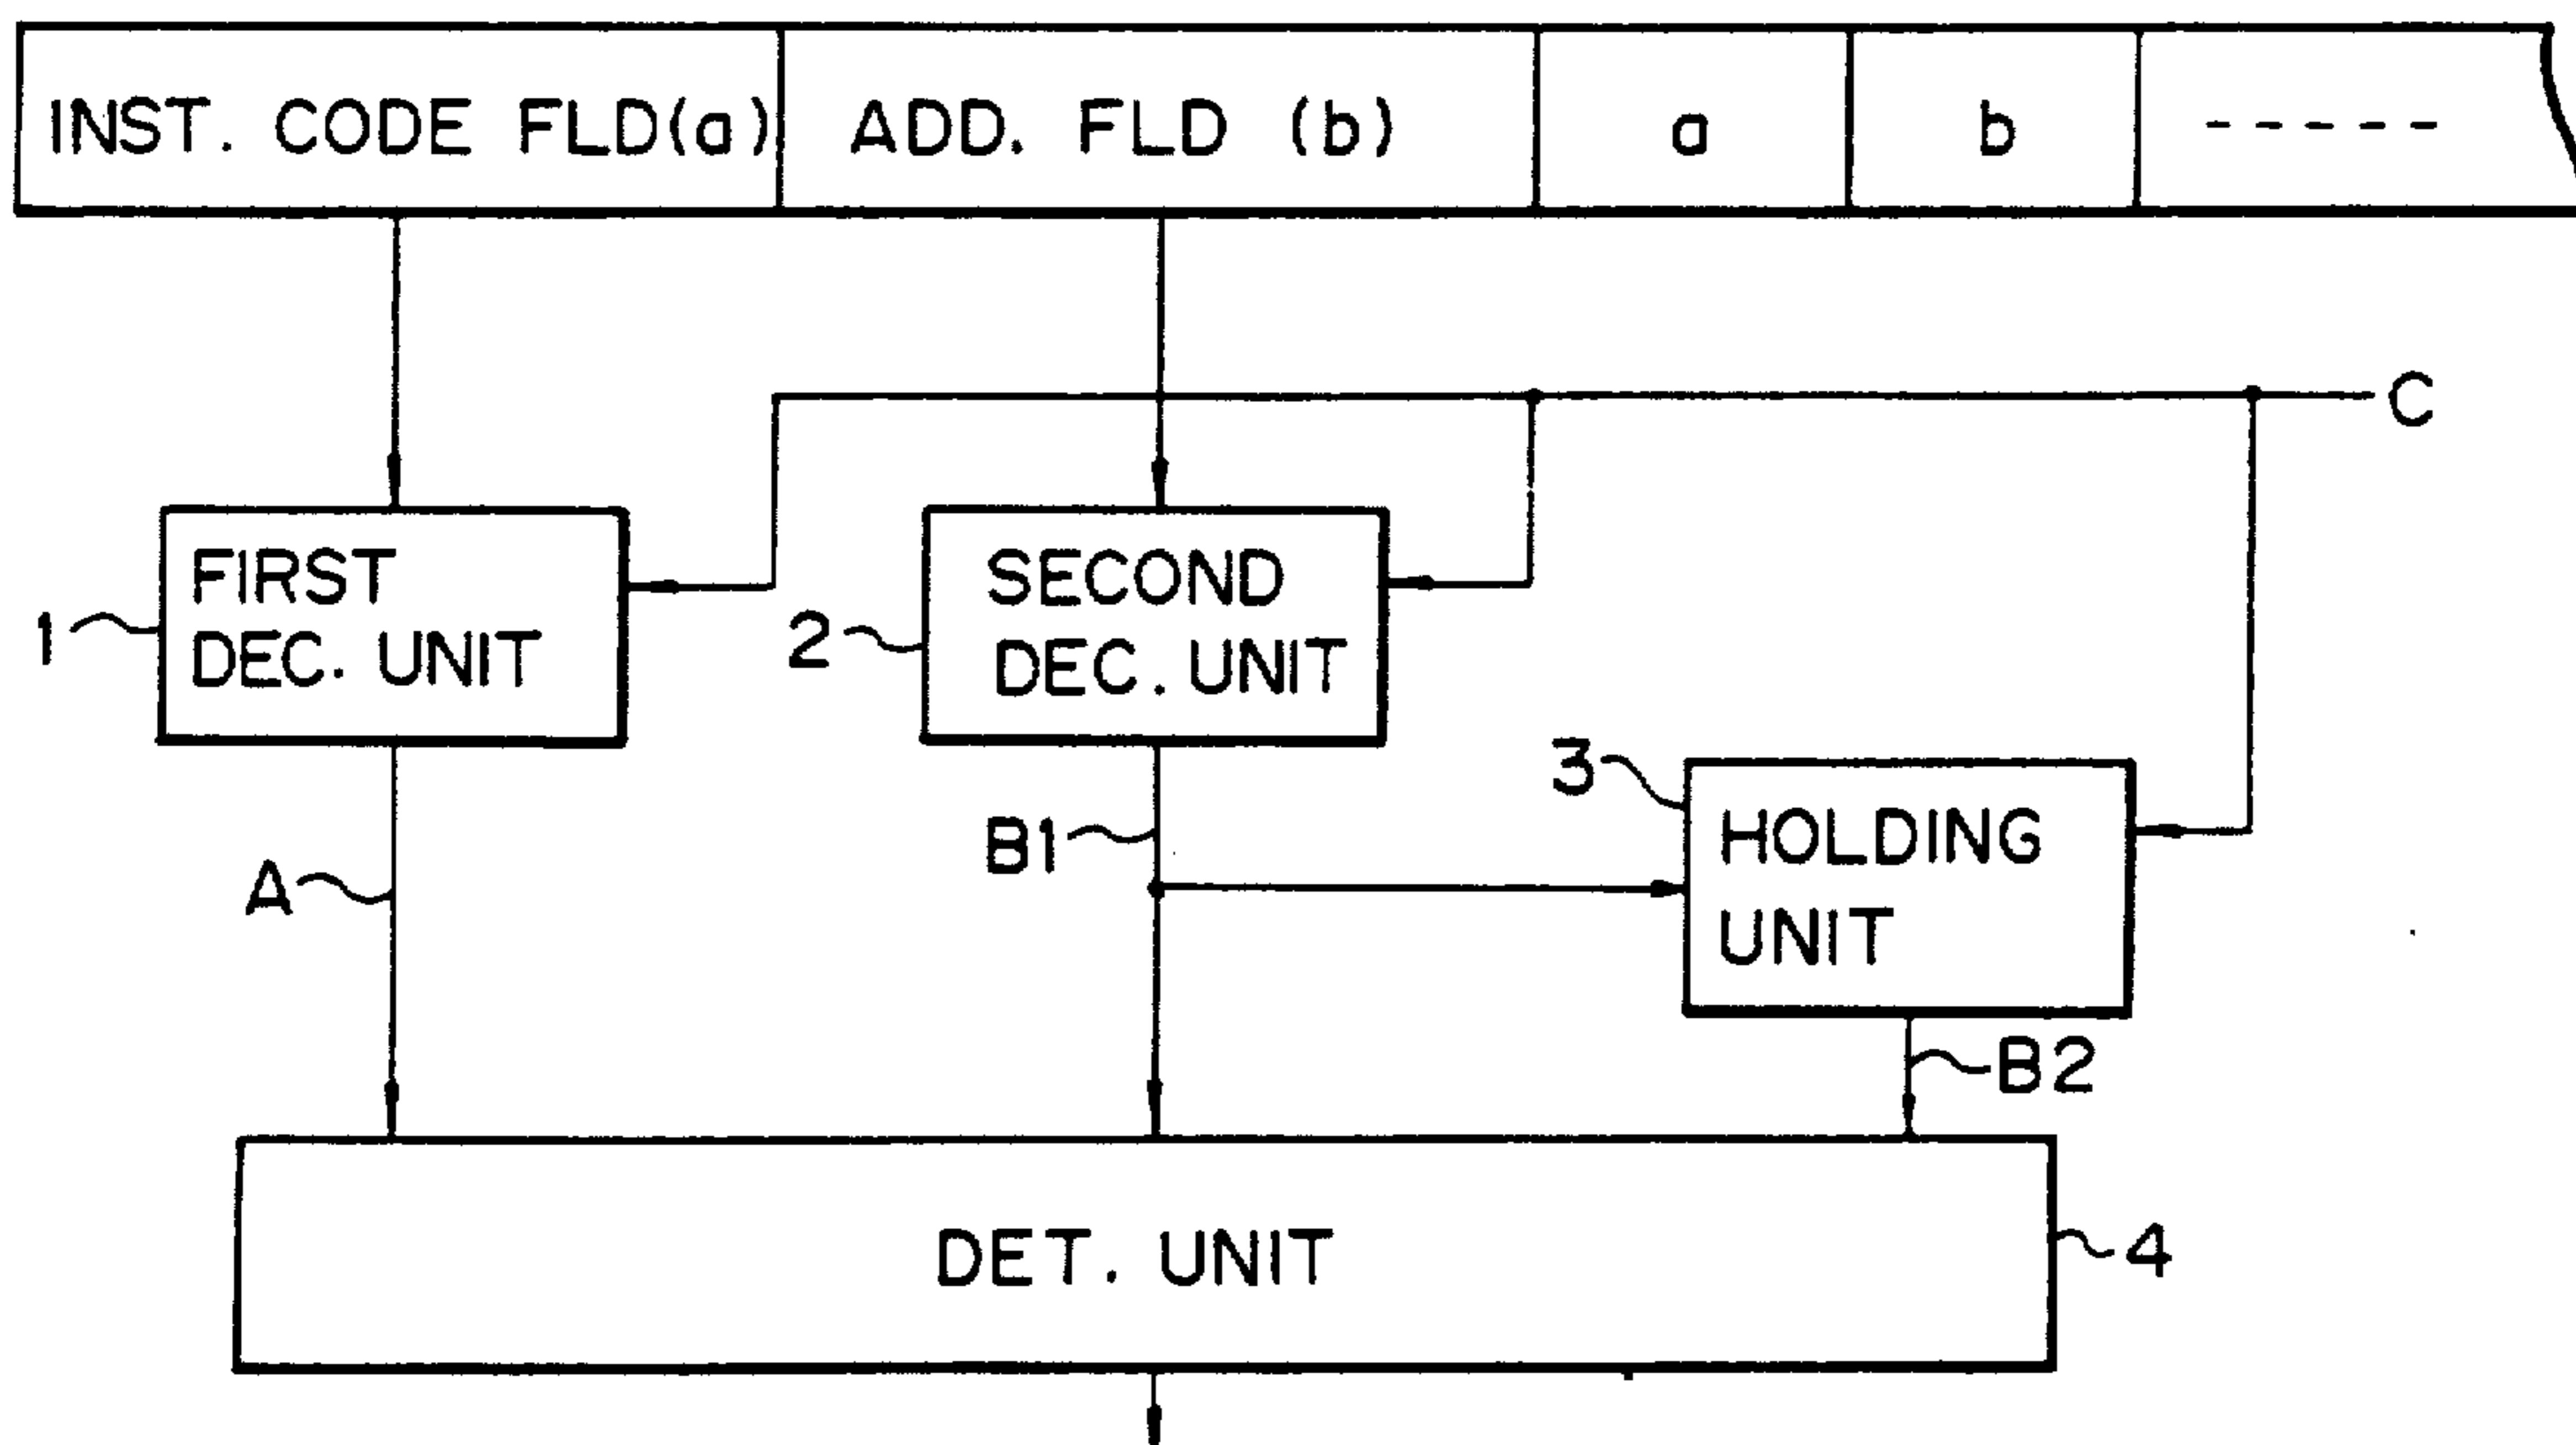 INST. CODE FLD(a) ADD. FLD (b) a b -----
C
FIRST
DEC. UNIT
1
SECOND
DEC. UNIT
2
3
HOLDING
UNIT
A
B1
B2
DET. UNIT
4